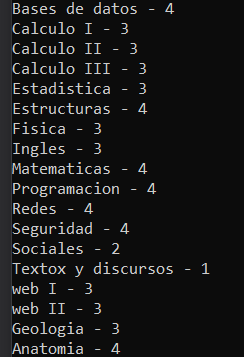 Bases de datos - 4
Calculo I - 3
Calculo II - 3
Calculo III - 3
Estadistica - 3
Estructuras - 4
Fisica - 3
Ingles - 3
Matematicas - 4
Programacion - 4
Redes - 4
Seguridad - 4
Sociales - 2
Textox y discursos - 1
web I - 3
web II - 3
Geologia - 3
Anatomia - 4